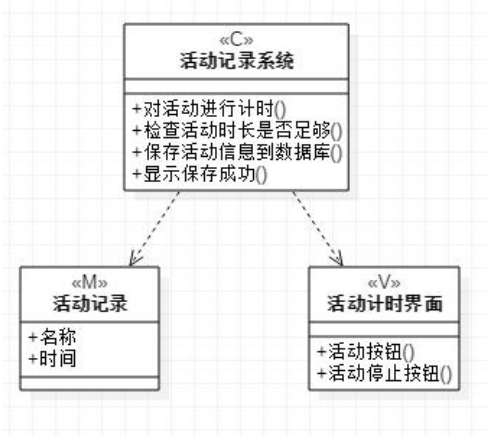 «C»
活动记录系统
+对活动进行计时()
+检查活动时长是否足够()
+保存活动信息到数据库()
+显示保存成功()
«M»
活动记录
+名称
+时间
«V»
活动计时界面
+活动按钮()
+活动停止按钮()